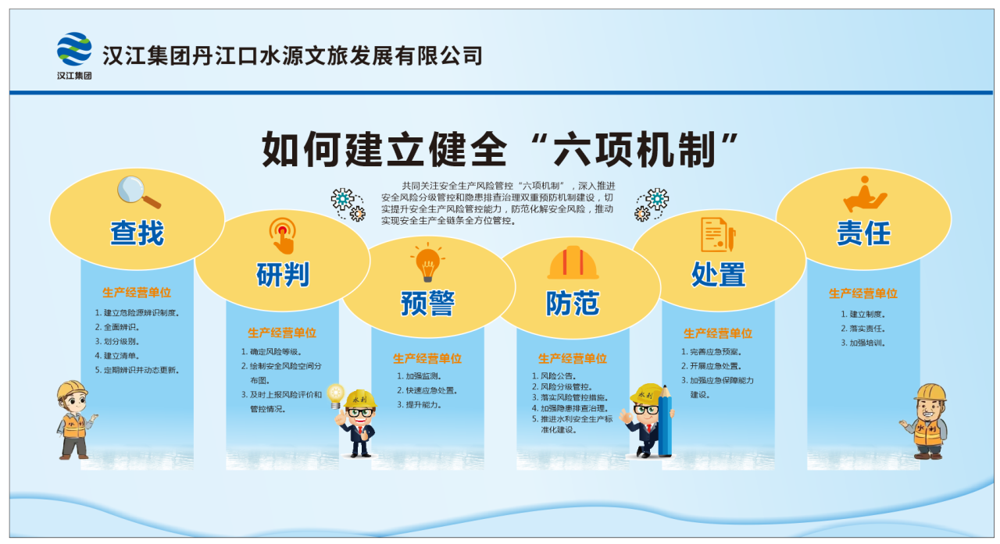 汉江集团
汉江集团丹江口水源文旅发展有限公司
如何建立健全“六项机制”
共同关注安全生产风险管控“六项机制”，深入推进
安全风险分级管控和隐患排查治理双重预防机制建设，切
实提升安全生产风险管控能力，防范化解安全风险，推动
实现安全生产全链条全方位管控。
查找
生产经营单位
1. 建立危险源辨识制度。
2. 全面辨识。
3. 划分级别。
4. 建立清单。
5. 定期辨识并动态更新。
水利
研判
生产经营单位
1. 确定风险等级。
2. 绘制安全风险空间分
布图。
3. 及时上报风险评价和
管控情况。
水利
预警
生产经营单位
1. 加强监测。
2. 快速应急处置。
3. 提升能力。
防范
生产经营单位
1. 风险公告。
2. 风险分级管控。
3. 落实风险管控措施。
4. 加强隐患排查治理。
5. 推进水利安全生产标
准化建设。
水利
处置
生产经营单位
1. 完善应急预案。
2. 开展应急处置。
3. 加强应急保障能力
建设。
责任
生产经营单位
1. 建立制度。
2. 落实责任。
3. 加强培训。
水利